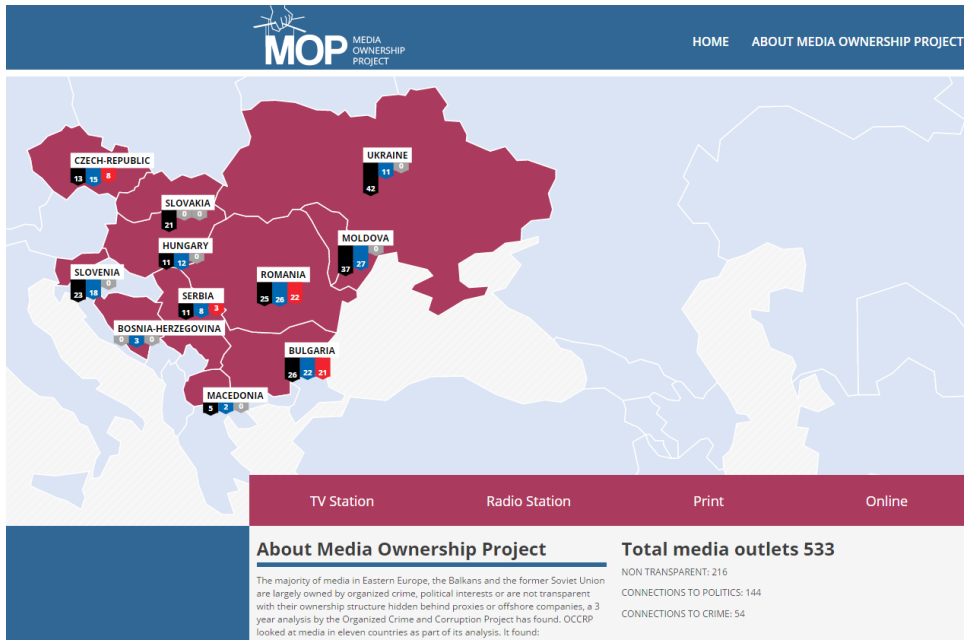 MOP MEDIA OWNERSHIP PROJECT
HOME ABOUT MEDIA OWNERSHIP PROJECT
CZECH-REPUBLIC
13 15 8
UKRAINE
42 11 0
SLOVAKIA
21 0 0
HUNGARY
11 12 0
MOLDOVA
37 27 0
SLOVENIA
23 18 0
ROMANIA
25 26 22
SERBIA
11 8 3
BOSNIA-HERZEGOVINA
0 3 0
BULGARIA
26 22 21
MACEDONIA
5 2 0
TV Station Radio Station Print Online
About Media Ownership Project
The majority of media in Eastern Europe, the Balkans and the former Soviet Union
are largely owned by organized crime, political interests or are not transparent
with their ownership structure hidden behind proxies or offshore companies, a 3
year analysis by the Organized Crime and Corruption Project has found. OCCRP
looked at media in eleven countries as part of its analysis. It found:
Total media outlets 533
NON TRANSPARENT: 216
CONNECTIONS TO POLITICS: 144
CONNECTIONS TO CRIME: 54